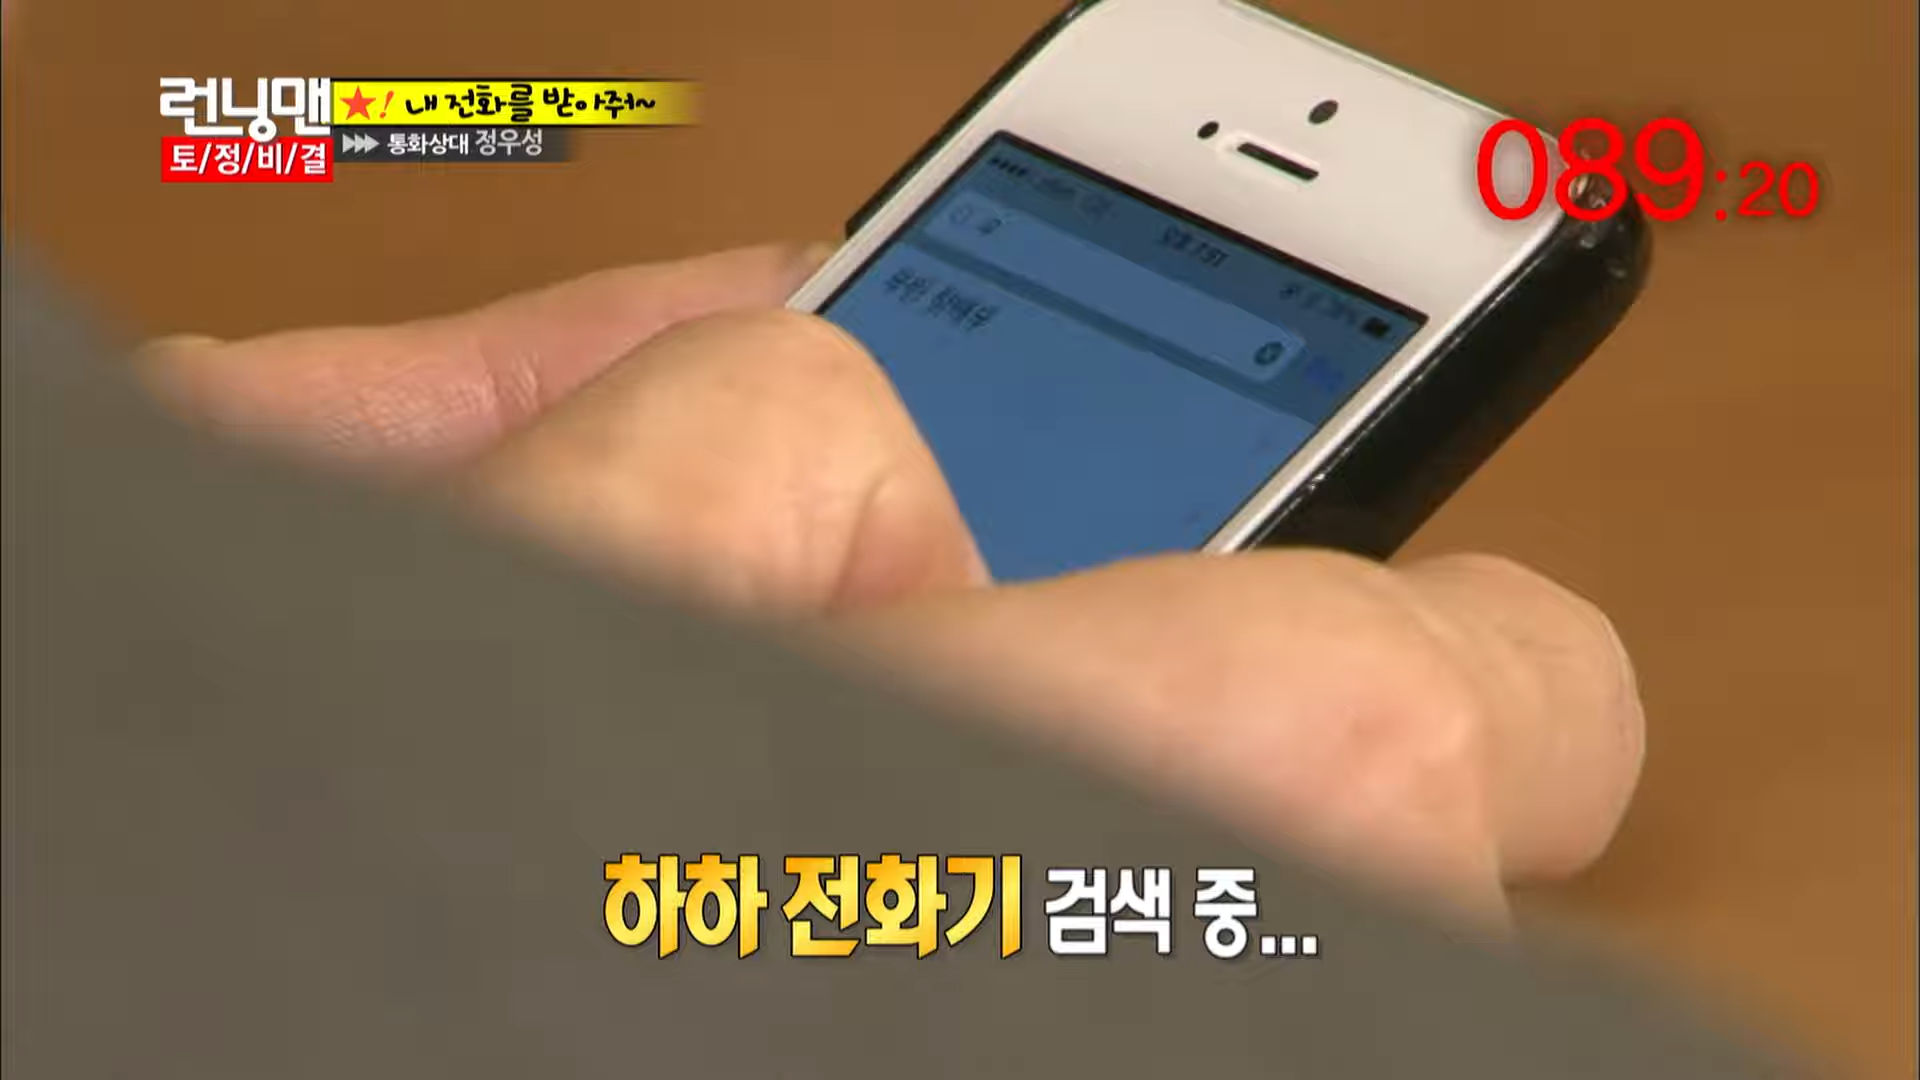 런닝맨
★! 내 전화를 받아줘~
토/정/비/결
통화상대 정우성
089:20
하하 전화기 검색 중...